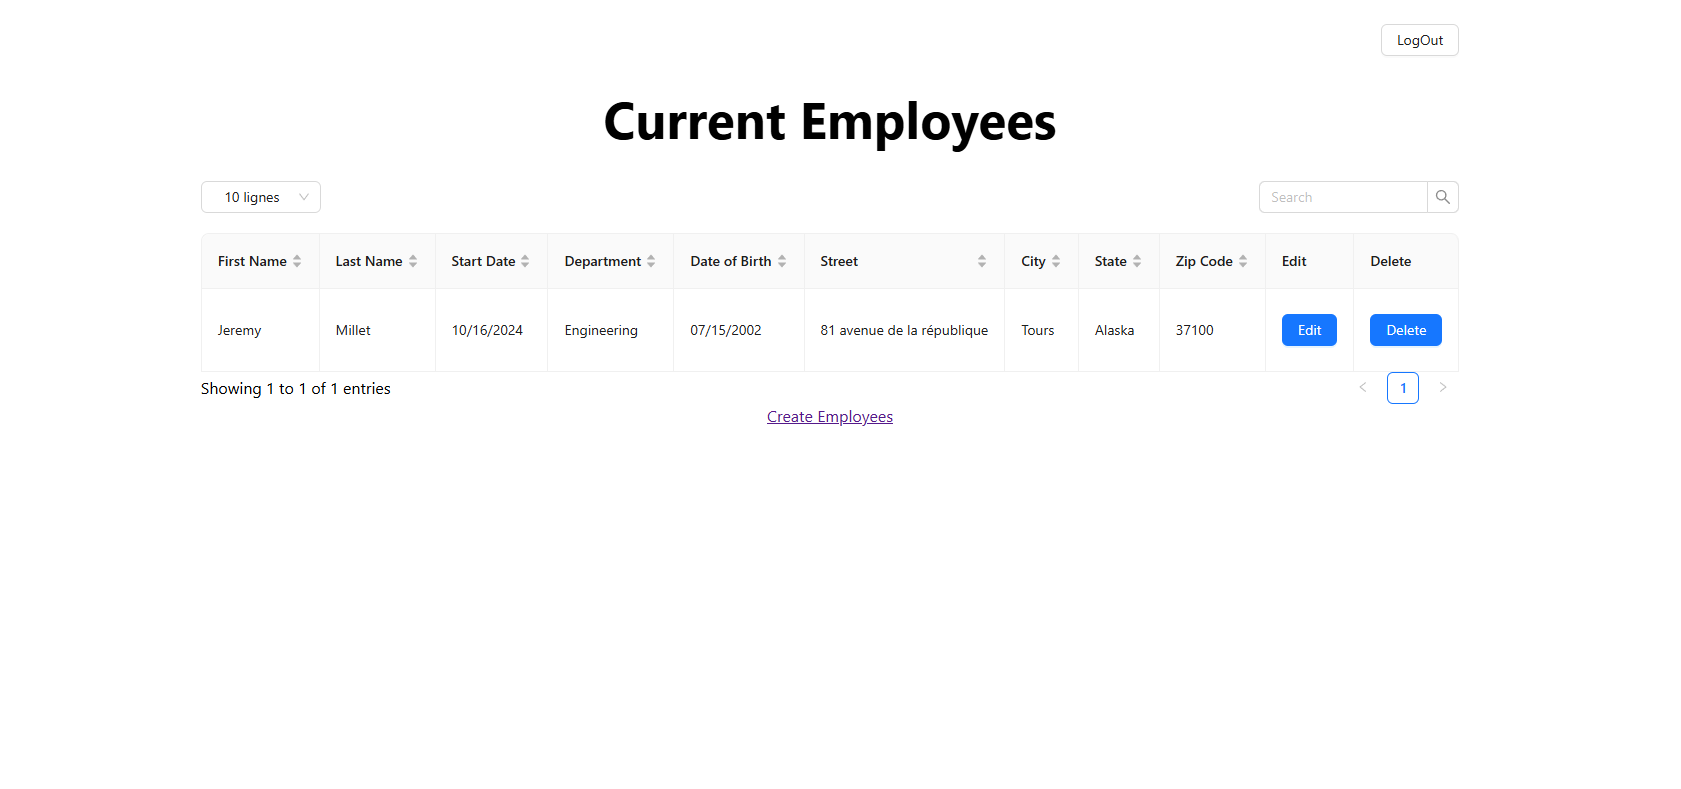 LogOut
Current Employees
10 lignes
Search
First Name Last Name Start Date Department Date of Birth Street City State Zip Code Edit Delete
Jeremy Millet 10/16/2024 Engineering 07/15/2002 81 avenue de la république Tours Alaska 37100 Edit Delete
Showing 1 to 1 of 1 entries
1
Create Employees